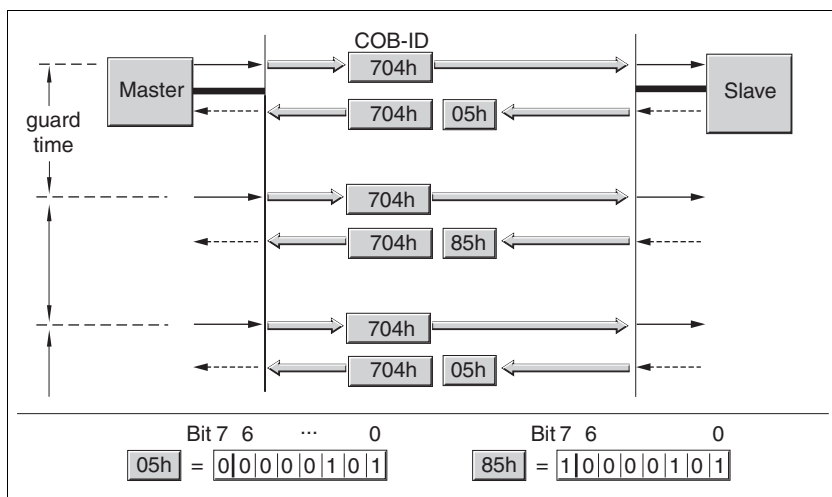 COB-ID
704h
Master
Slave
704h 05h
guard
time
704h
704h 85h
704h
704h 05h
Bit 7 6 ... 0
05h = 0 0 0 0 0 1 0 1
Bit 7 6 0
85h = 1 0 0 0 0 1 0 1